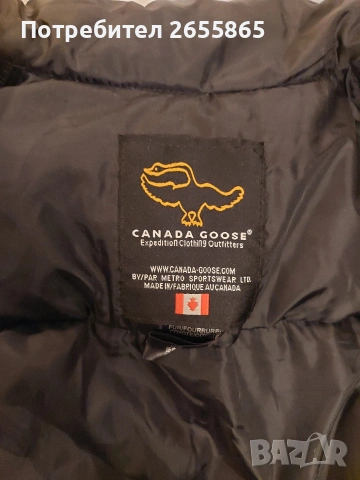 Потребител 2655865
CANADA GOOSE®
Expedition Clothing Outfitters
WWW.CANADA-GOOSE.COM
BY/PAR METRO SPORTSWEAR LTD.
MADE IN/FABRIQUE AU CANADA
BAZAR